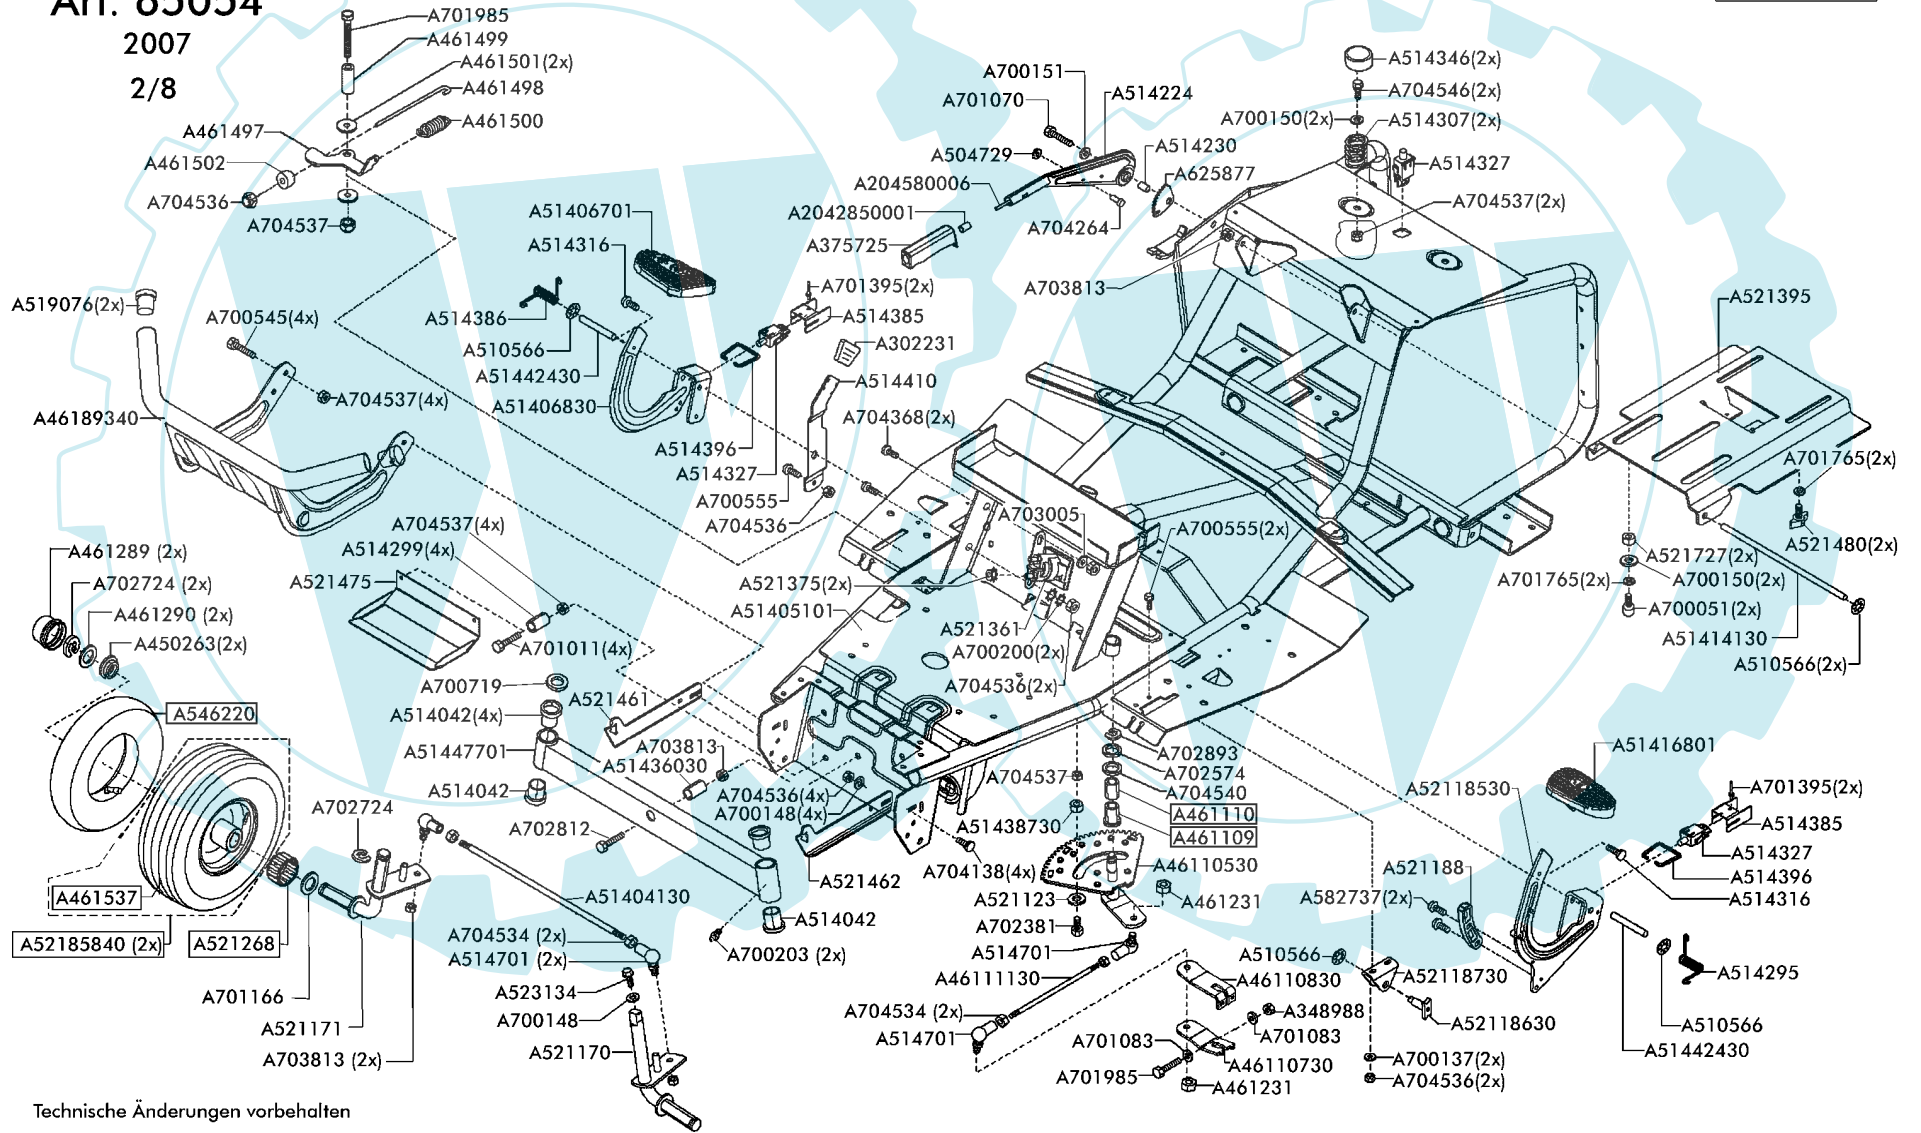 Art. 85054
2007
2/8
A701985
A461499
A461501(2x)
A461498
A461500
A461497
A461502
A704536
A704537
A519076(2x)
A700545(4x)
A704537(4x)
A46189340
A51406701
A514316
A514386
A510566
A51442430
A51406830
A701395(2x)
A514385
A302231
A514410
A704368(2x)
A514396
A514327
A700555
A704536
A700151
A701070
A514224
A504729
A514230
A204580006
A625877
A2042850001
A375725
A704264
A703813
A514346(2x)
A704546(2x)
A700150(2x)
A514307(2x)
A514327
A704537(2x)
A521395
A701765(2x)
A521480(2x)
A521727(2x)
A701765(2x)
A700150(2x)
A700051(2x)
A51414130
A510566(2x)
A704537(4x)
A514299(4x)
A521475
A701011(4x)
A461289 (2x)
A702724 (2x)
A461290 (2x)
A450263(2x)
A546220
A700719
A514042(4x)
A51447701
A514042
A521461
A703813
A51436030
A702812
A704536(4x)
A700148(4x)
A521462
A704138(4x)
A703005
A521375(2x)
A51405101
A521361
A700200(2x)
A704536(2x)
A700555(2x)
A702893
A702574
A704540
A461110
A461109
A704537
A51438730
A46110530
A521123
A702381
A514701
A461231
A46111130
A704534 (2x)
A514701
A46110830
A348988
A701083
A701083
A46110730
A701985
A461231
A702724
A461537
A52185840 (2x)
A521268
A701166
A521171
A703813 (2x)
A51404130
A704534 (2x)
A514701 (2x)
A514042
A700203 (2x)
A523134
A700148
A521170
A51416801
A52118530
A701395(2x)
A514385
A514327
A514396
A514316
A521188
A582737(2x)
A510566
A52118730
A52118630
A514295
A510566
A51442430
A700137(2x)
A704536(2x)
Technische Änderungen vorbehalten